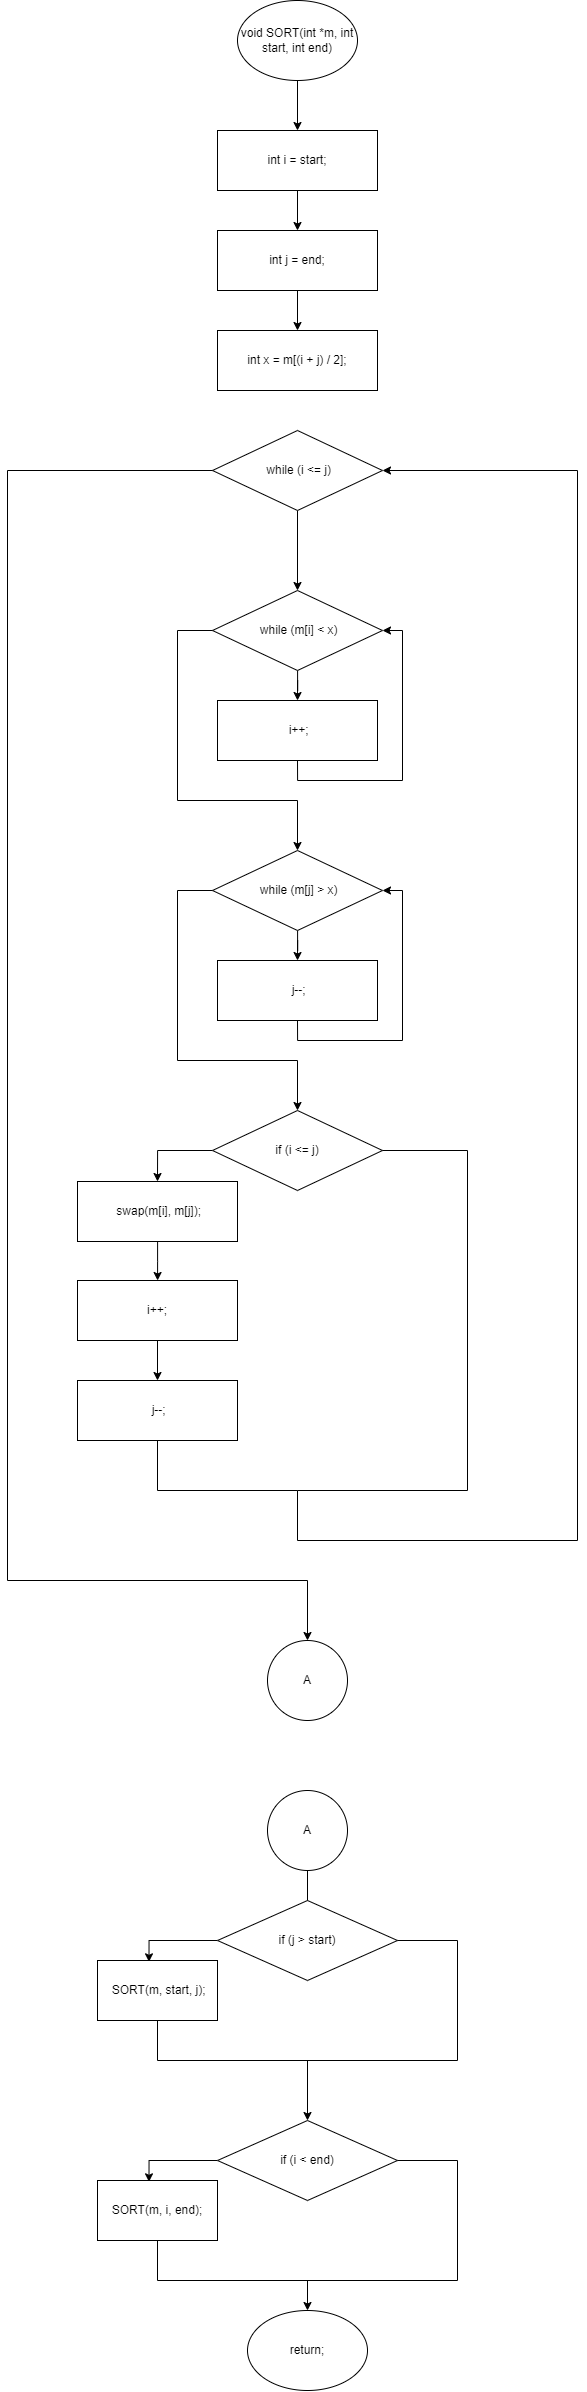 void SORT(int *m, int
start, int end)
int i = start;
int j = end;
int x = m[(i + j) / 2];
while (i <= j)
while (m[i] < x)
i++;
while (m[j] > x)
j--;
if (i <= j)
swap(m[i], m[j]);
i++;
j--;
A
A
if (j > start)
SORT(m, start, j);
if (i < end)
SORT(m, i, end);
return;